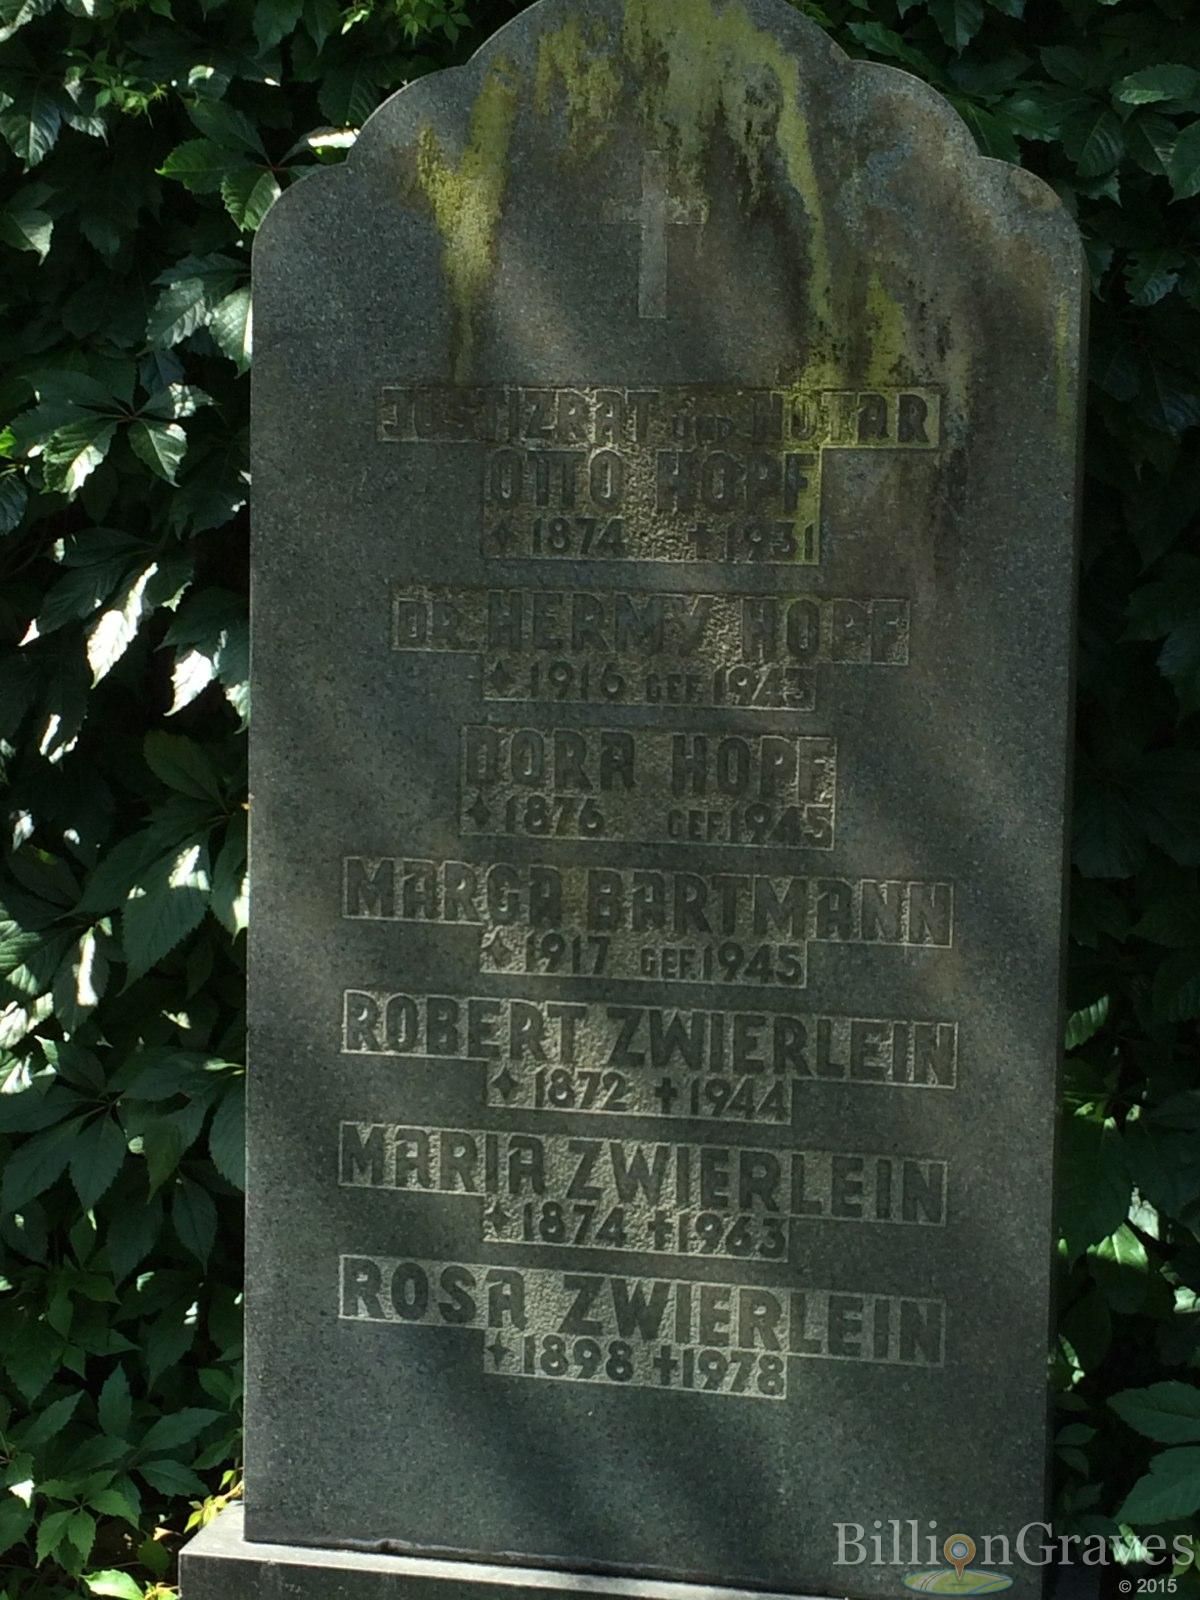 JUSTIZRAT UND NOTAR
OTTO HOPF
✦ 1874 ✝ 1931
DR. HERMY HOPF
✦ 1916 GEF. 1943
DORA HOPF
✦ 1876 GEF. 1945
MARGA BARTMANN
✦ 1917 GEF. 1945
ROBERT ZWIERLEIN
✦ 1872 ✝ 1944
MARIA ZWIERLEIN
✦ 1874 ✝ 1963
ROSA ZWIERLEIN
✦ 1898 ✝ 1978
BillionGraves
© 2015